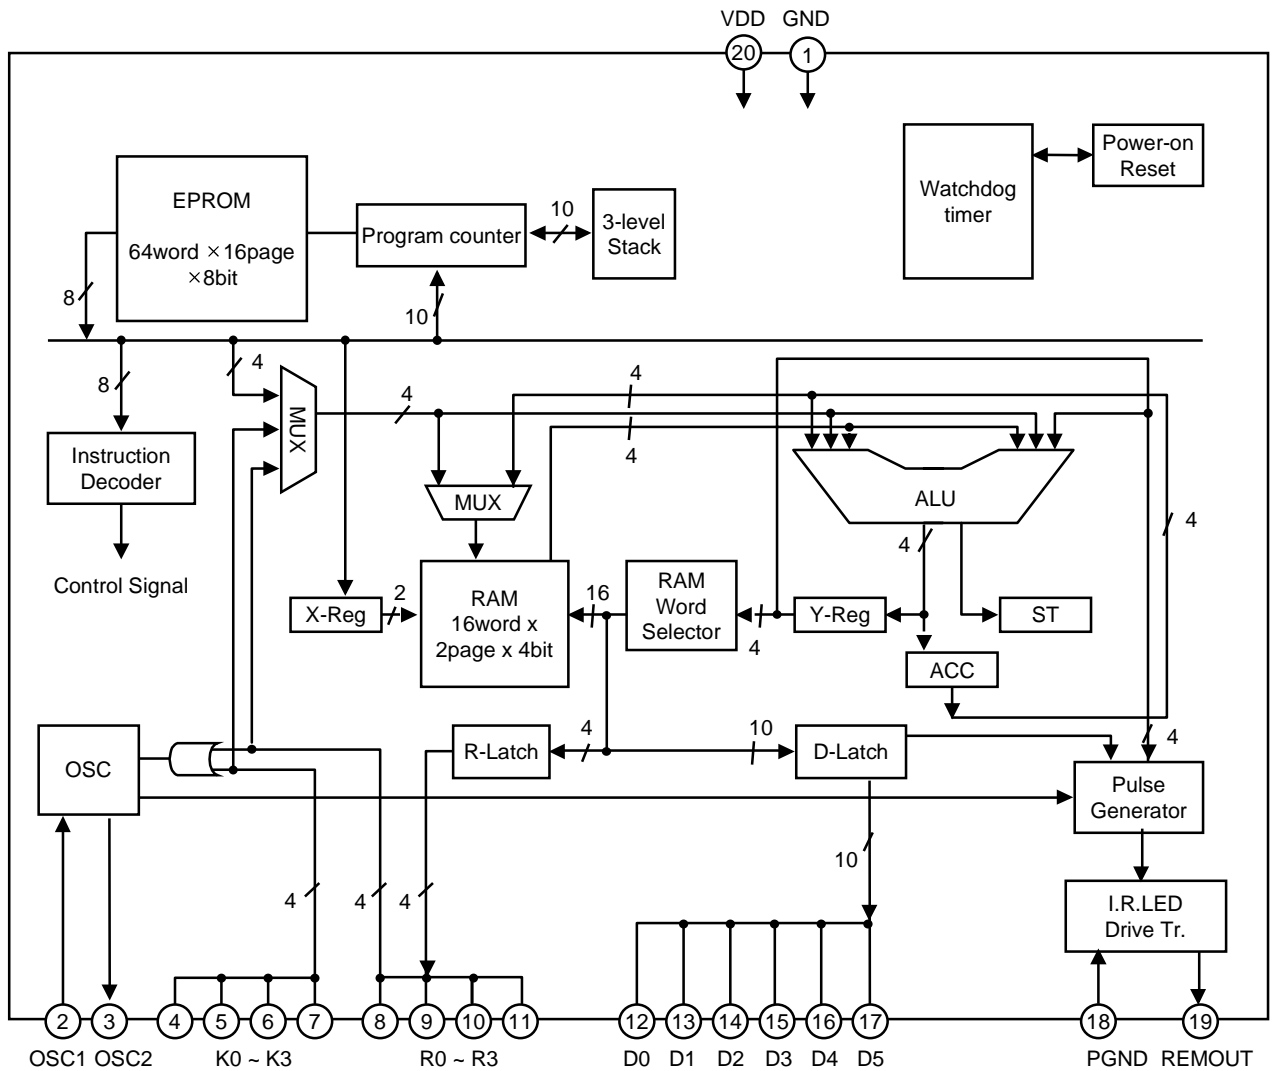 VDD GND
20 1
Power-on
Reset
Watchdog
timer
EPROM
64word ×16page
×8bit
Program counter
10
3-level
Stack
8
10
8
4
MUX
4
4
4
Instruction
Decoder
Control Signal
MUX
ALU
4
4
X-Reg
2
RAM
16word x
2page x 4bit
16
RAM
Word
Selector
4
Y-Reg
ST
ACC
OSC
R-Latch
4
10
D-Latch
4
Pulse
Generator
10
4
4
4
I.R.LED
Drive Tr.
2 3 4 5 6 7 8 9 10 11 12 13 14 15 16 17 18 19
OSC1 OSC2 K0 ~ K3 R0 ~ R3 D0 D1 D2 D3 D4 D5 PGND REMOUT